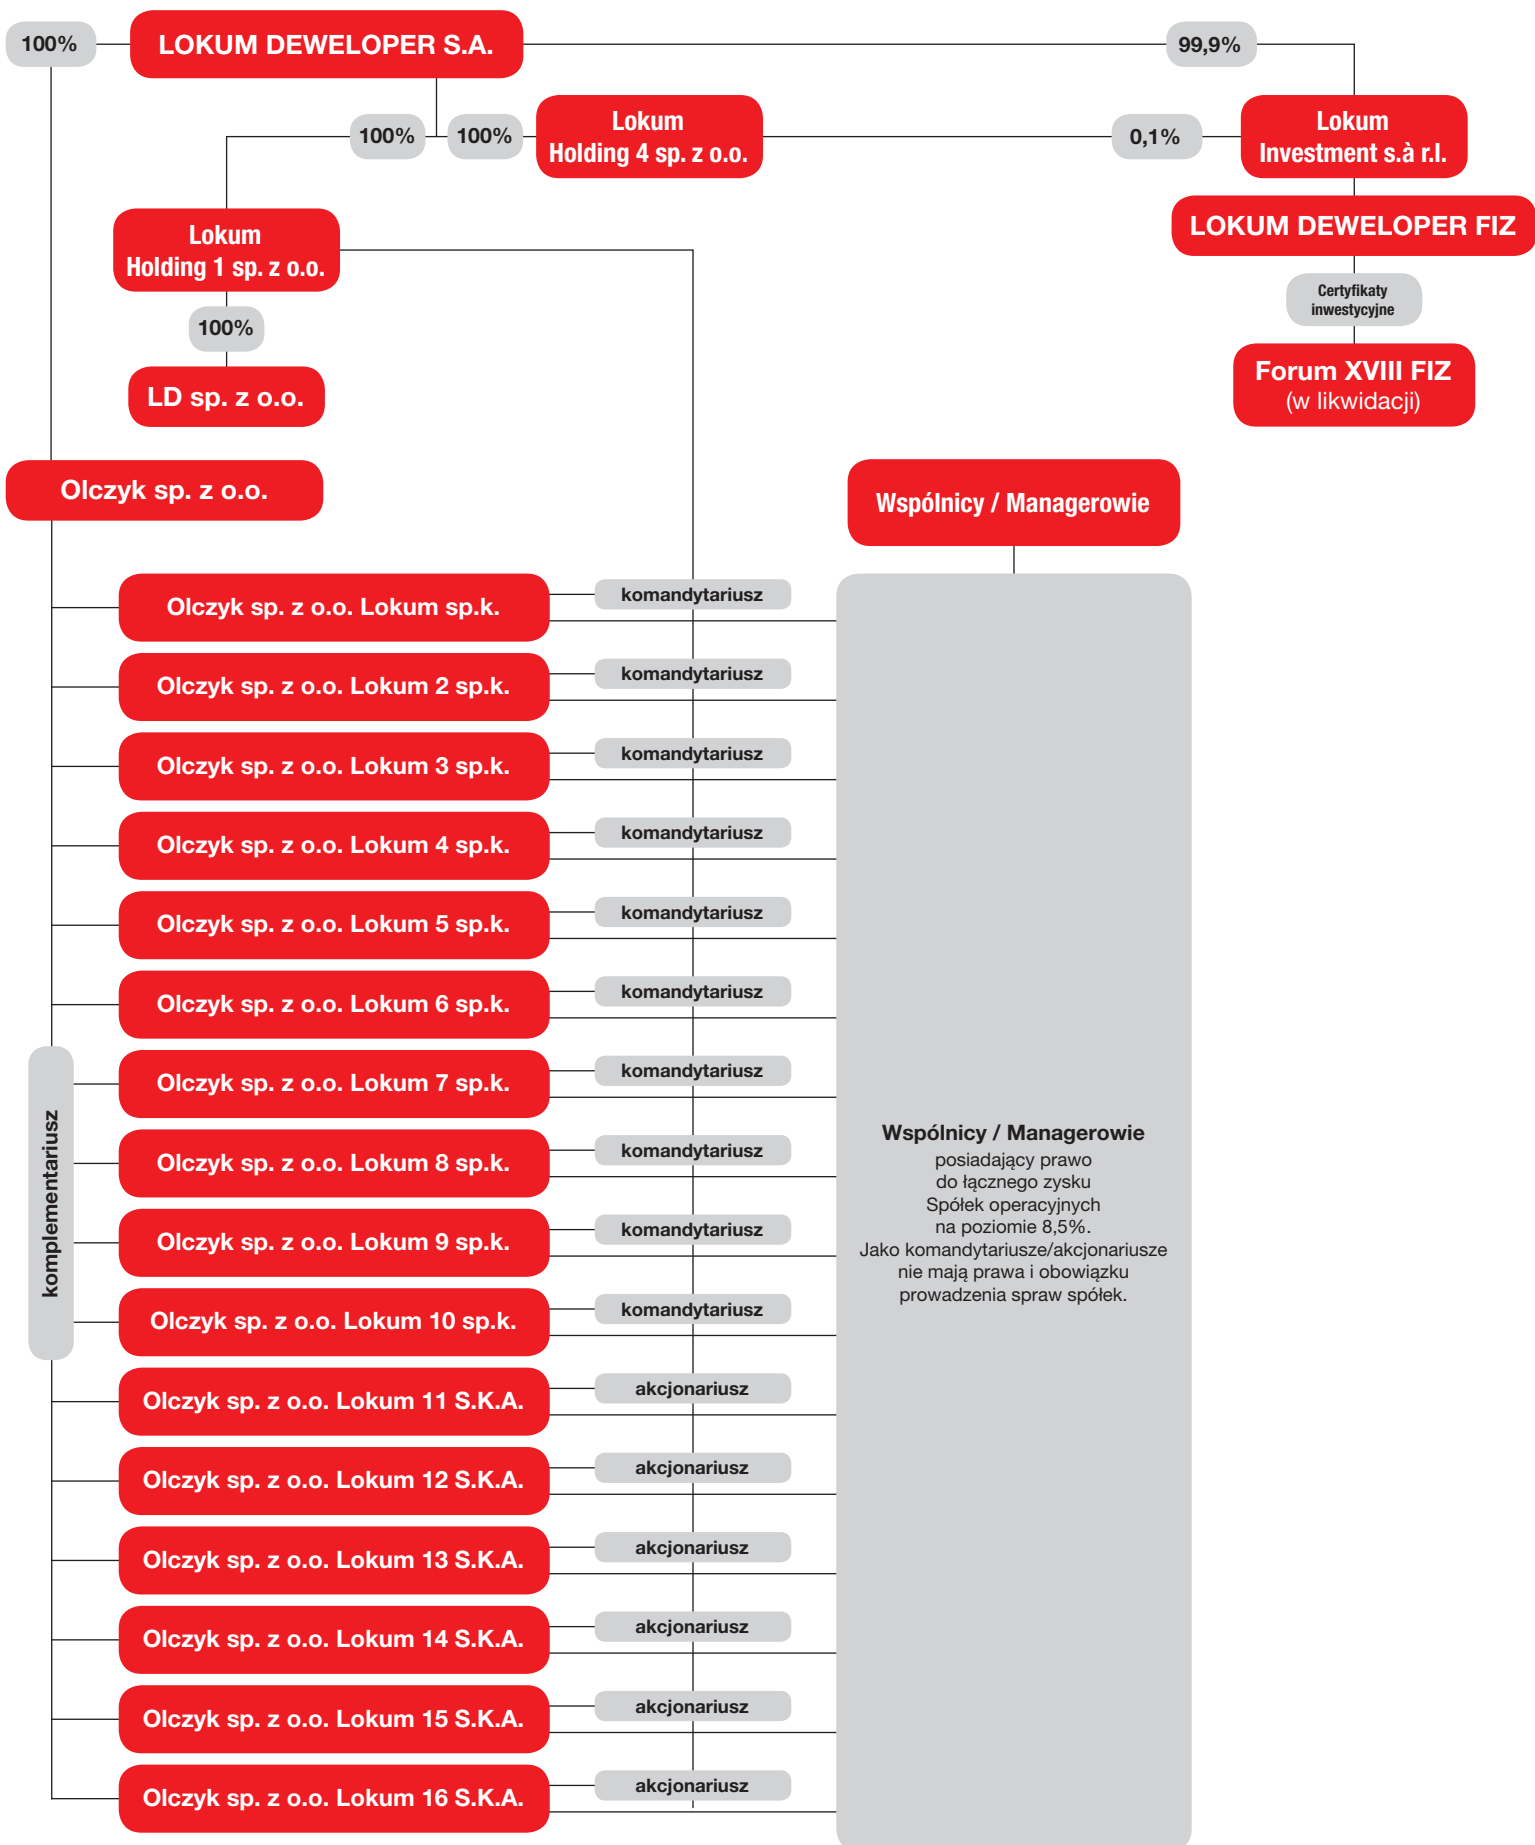 100%
LOKUM DEWELOPER S.A.
99,9%
100%
100%
Lokum
Holding 4 sp. z o.o.
0,1%
Lokum
Investment s.à r.l.
Lokum
Holding 1 sp. z o.o.
LOKUM DEWELOPER FIZ
Certyfikaty
inwestycyjne
100%
LD sp. z o.o.
Forum XVIII FIZ
(w likwidacji)
Olczyk sp. z o.o.
Wspólnicy / Managerowie
Olczyk sp. z o.o. Lokum sp.k.
komandytariusz
Olczyk sp. z o.o. Lokum 2 sp.k.
komandytariusz
Olczyk sp. z o.o. Lokum 3 sp.k.
komandytariusz
Olczyk sp. z o.o. Lokum 4 sp.k.
komandytariusz
Olczyk sp. z o.o. Lokum 5 sp.k.
komandytariusz
Olczyk sp. z o.o. Lokum 6 sp.k.
komandytariusz
Olczyk sp. z o.o. Lokum 7 sp.k.
komandytariusz
Olczyk sp. z o.o. Lokum 8 sp.k.
komandytariusz
Olczyk sp. z o.o. Lokum 9 sp.k.
komandytariusz
Olczyk sp. z o.o. Lokum 10 sp.k.
komandytariusz
Olczyk sp. z o.o. Lokum 11 S.K.A.
akcjonariusz
Olczyk sp. z o.o. Lokum 12 S.K.A.
akcjonariusz
Olczyk sp. z o.o. Lokum 13 S.K.A.
akcjonariusz
Olczyk sp. z o.o. Lokum 14 S.K.A.
akcjonariusz
Olczyk sp. z o.o. Lokum 15 S.K.A.
akcjonariusz
Olczyk sp. z o.o. Lokum 16 S.K.A.
akcjonariusz
komplementariusz
Wspólnicy / Managerowie
posiadający prawo
do łącznego zysku
Spółek operacyjnych
na poziomie 8,5%.
Jako komandytariusze/akcjonariusze
nie mają prawa i obowiązku
prowadzenia spraw spółek.